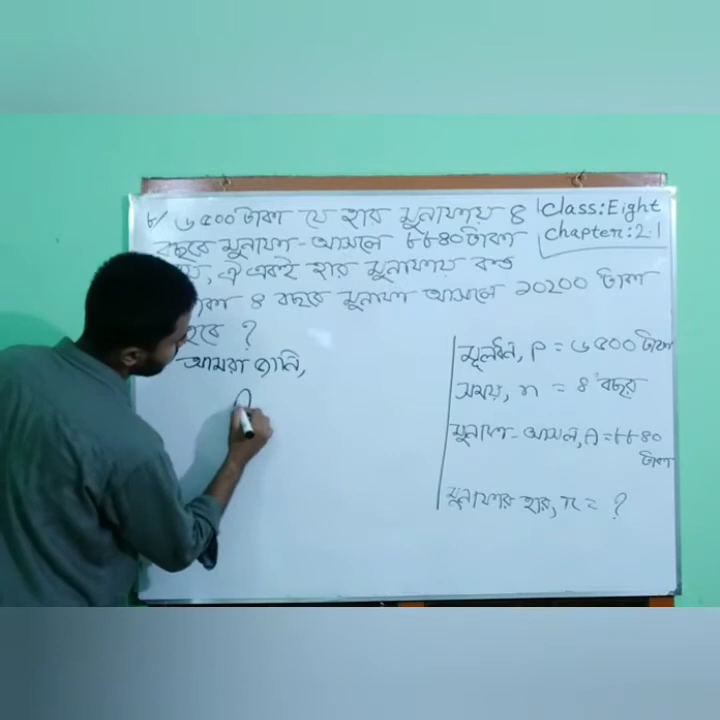 ৮/ ৬৫০০ টাকা যে হার মুনাফায় ৪
বছরে মুনাফা-আসলে ৮৮৪০ টাকা
ঐ একই হার মুনাফায় কত
৪ বছরে মুনাফা আসলে ১০২০০ টাকা
হবে ?
আমরা জানি,
Class: Eight
Chapter: 2.1
মূলধন, P = ৬৫০০ টাকা
সময়, n = ৪ বছর
মুনাফা-আসল, A = ৮৮৪০
টাকা
মুনাফার হার, r = ?